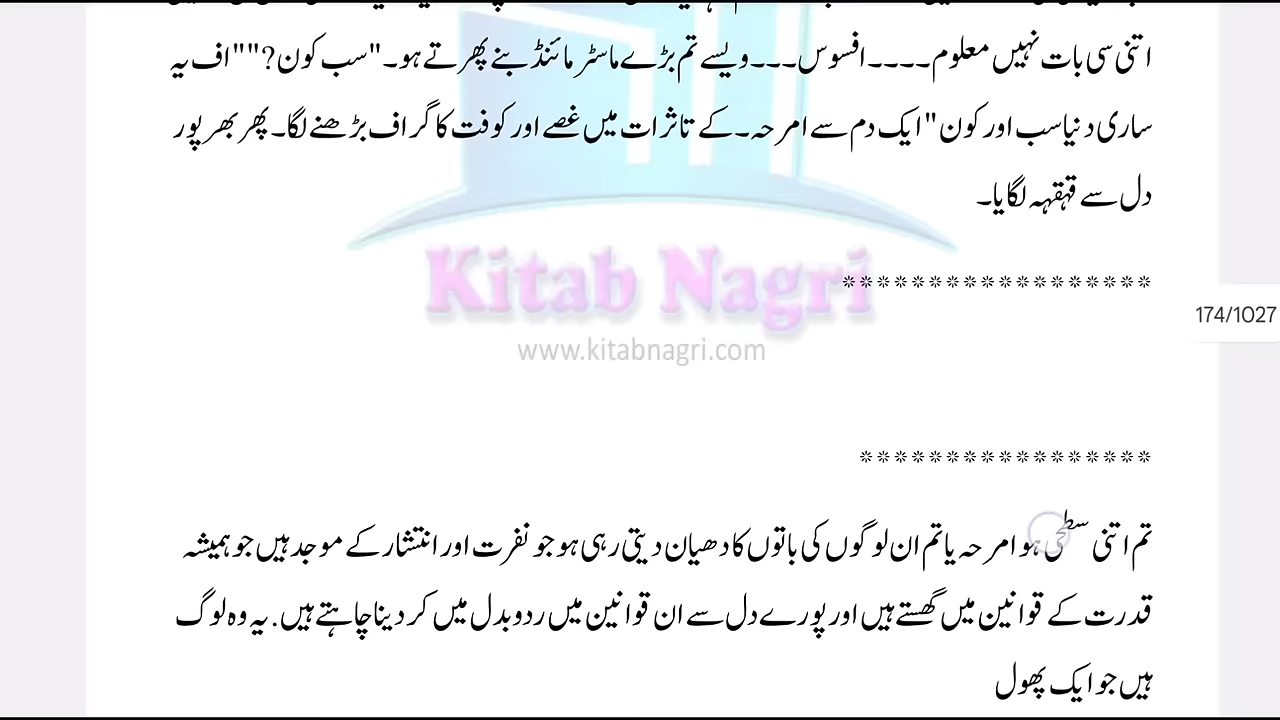 اتنی سی بات نہیں معلوم۔۔۔۔افسوس۔۔۔ویسے تم بڑے ماسٹر مائنڈ بنے پھرتے ہو۔"سب کون؟""اف یہ
ساری دنیا سب اور کون" ایک دم سے امرحہ۔کے تاثرات میں غصے اور کوفت کا گراف بڑھنے لگا۔ پھر بھرپور
دل سے قہقہہ لگایا۔
******************
Kitab Nagri
174/1027
www.kitabnagri.com
*****************
تم اتنی سطحی ہو امرحہ یا تم ان لوگوں کی باتوں کا دھیان دیتی رہی ہو جو نفرت اور انتشار کے موجد ہیں جو ہمیشہ
قدرت کے قوانین میں گھستے ہیں اور پورے دل سے ان قوانین میں ردوبدل میں کر دینا چاہتے ہیں. یہ وہ لوگ
ہیں جو ایک پھول